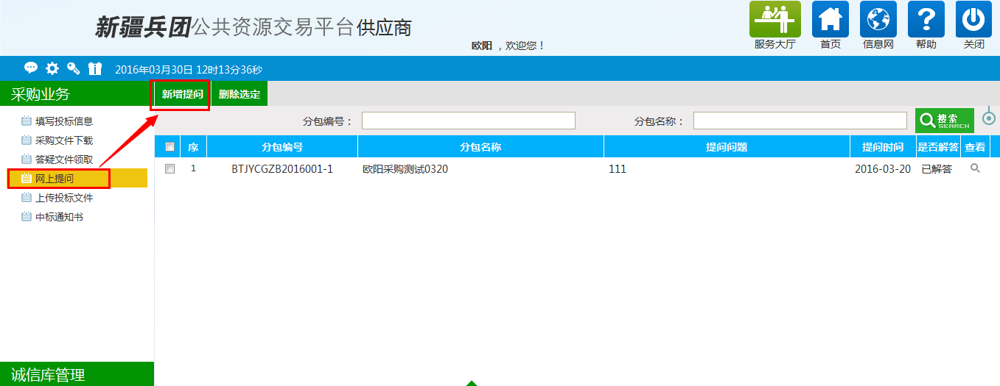 新疆兵团公共资源交易平台供应商
欧阳 ，欢迎您！
服务大厅 首页 信息网 帮助 关闭
2016年03月30日 12时13分36秒
采购业务
新增提问 删除选定
填写投标信息
采购文件下载
答疑文件领取
网上提问
上传投标文件
中标通知书
分包编号： 分包名称： 搜索 SEARCH
序 分包编号 分包名称 提问问题 提问时间 是否解答 查看
1 BTJYCGZB2016001-1 欧阳采购测试0320 111 2016-03-20 已解答
诚信库管理